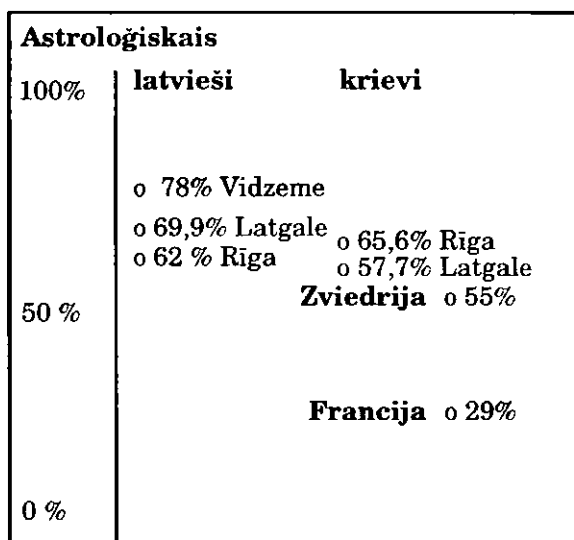 Astroloģiskais
100% latvieši krievi
o 78% Vidzeme
o 69,9% Latgale
o 65,6% Rīga
o 62 % Rīga
o 57,7% Latgale
Zviedrija o 55%
50 %
Francija o 29%
0 %